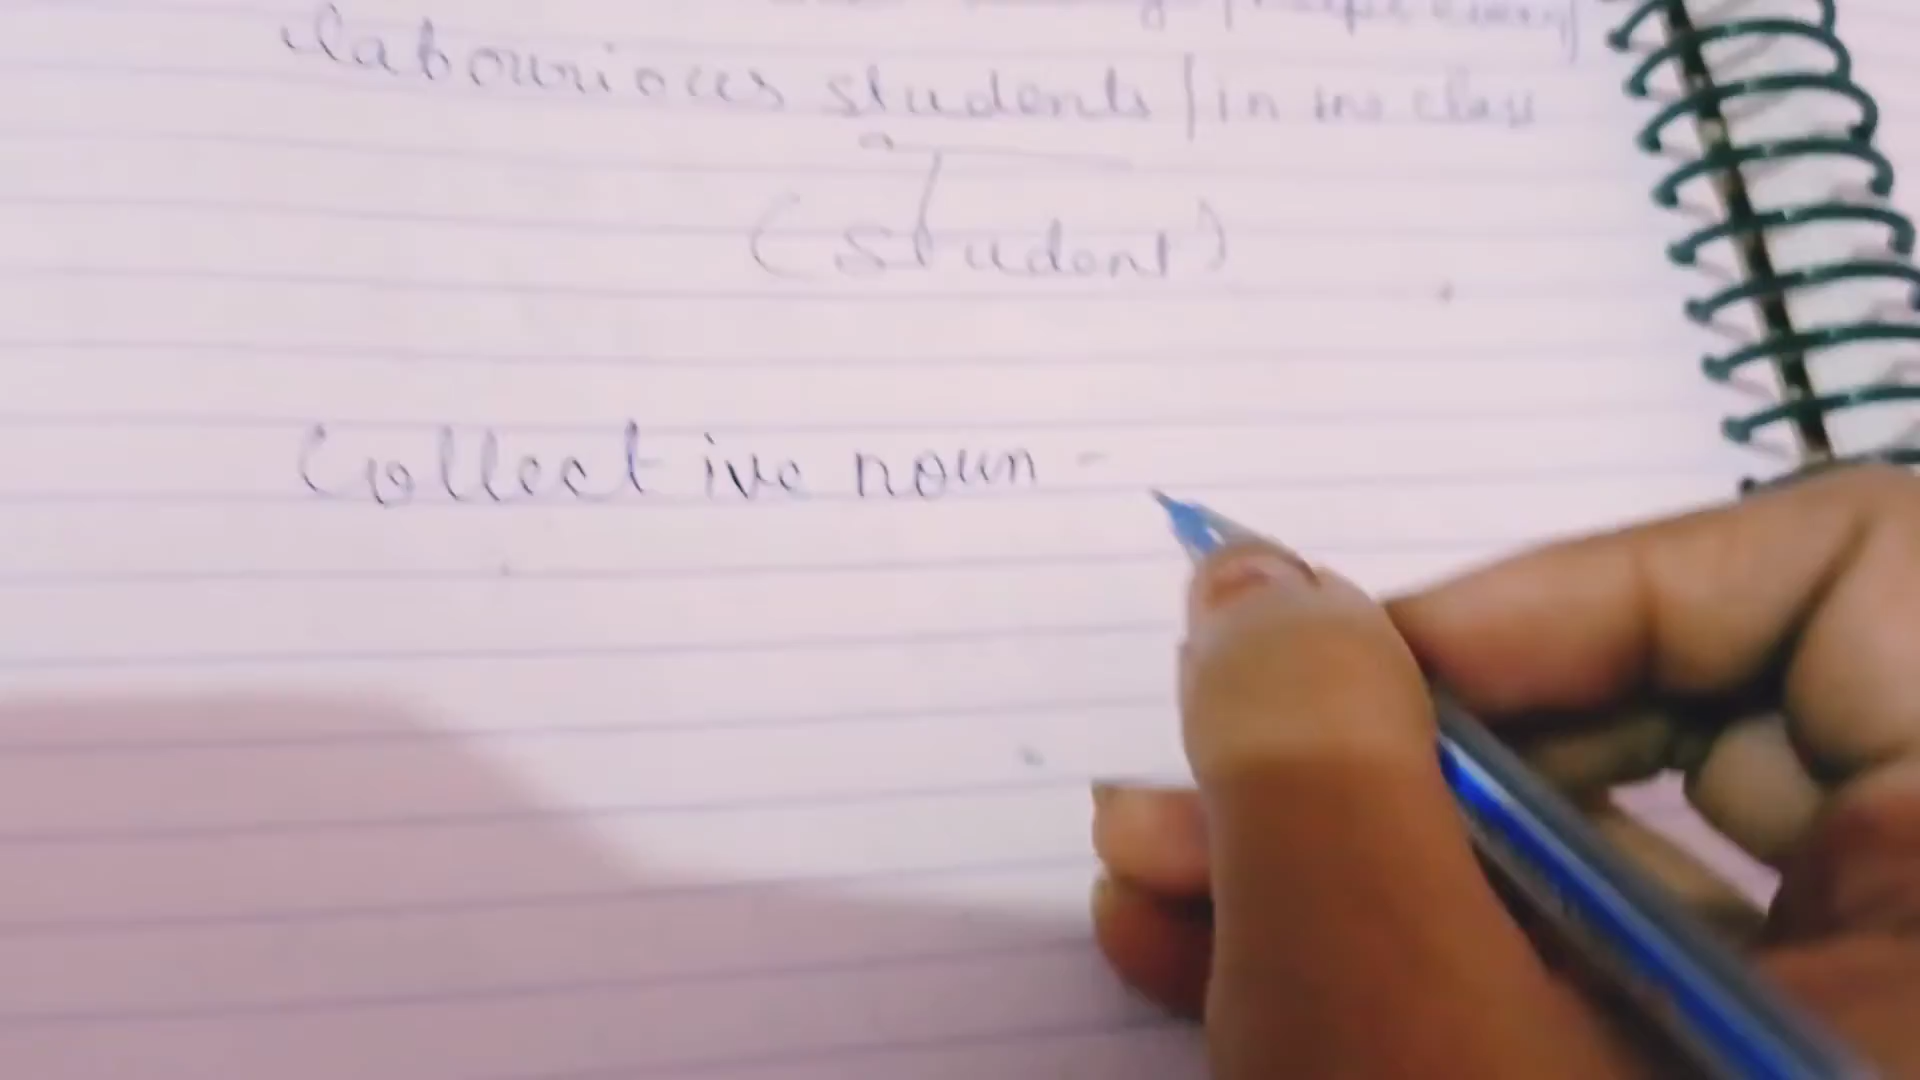 labourious students / in the class
(student)
Collective noun -